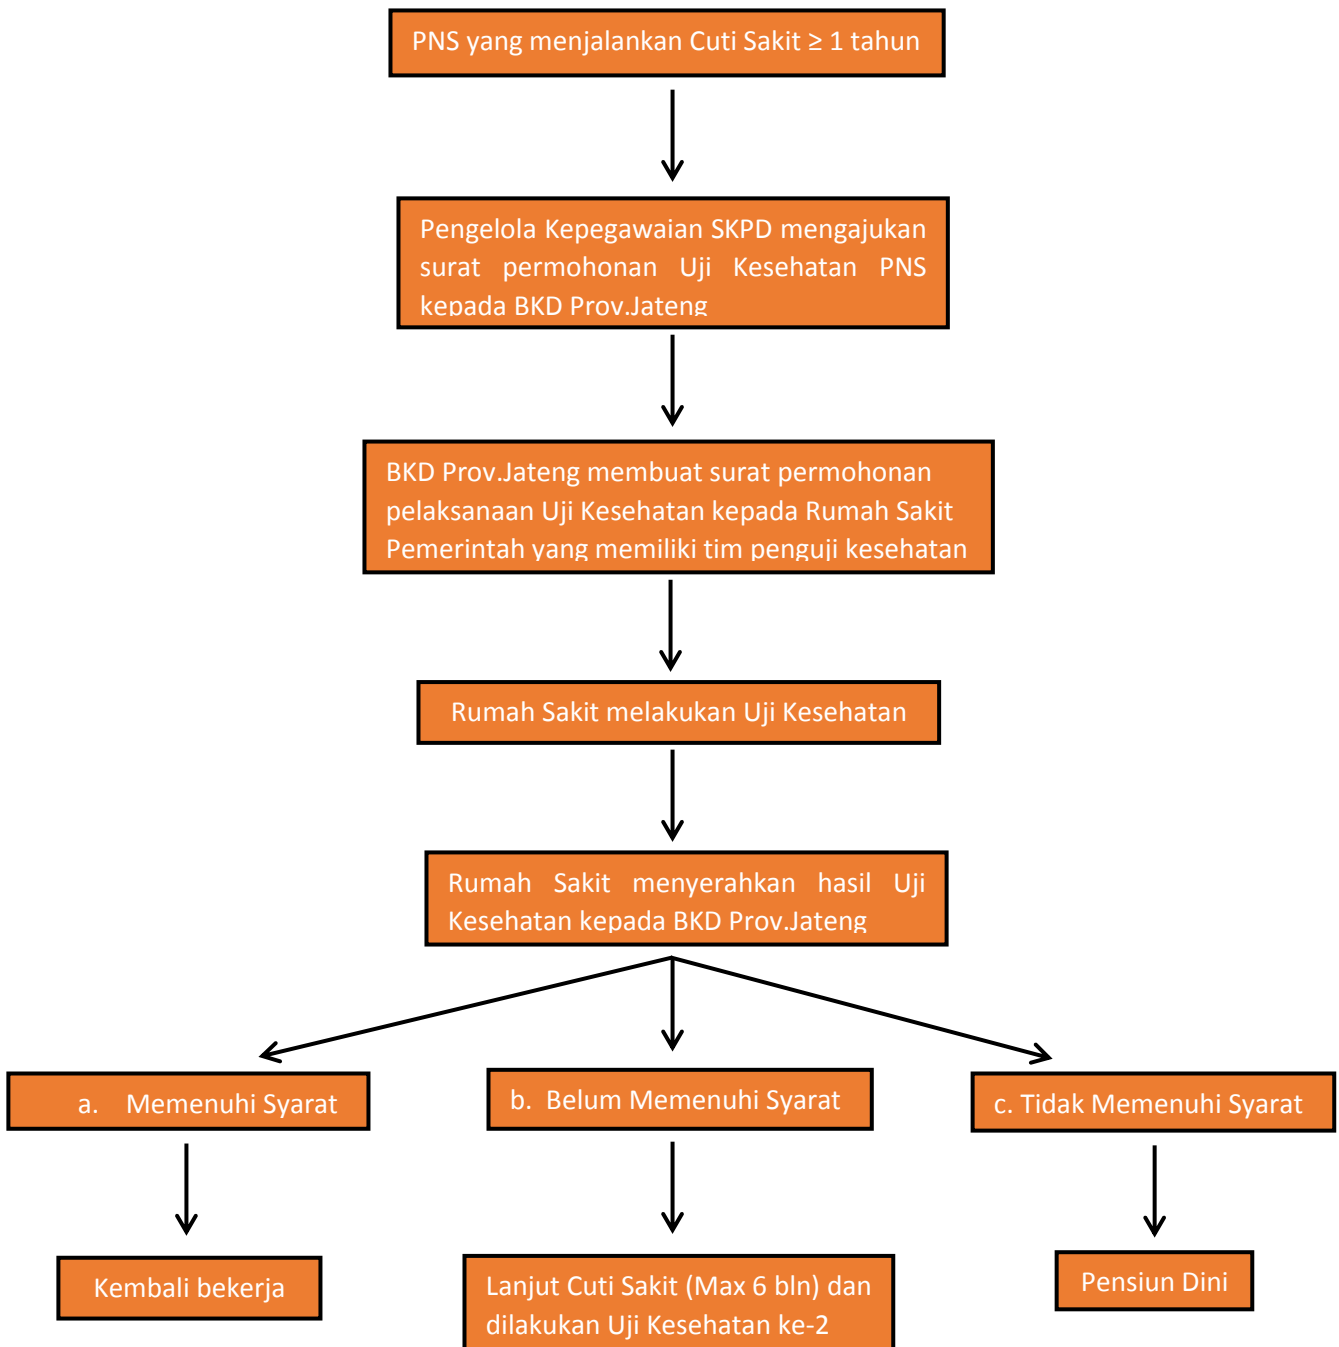 PNS yang menjalankan Cuti Sakit ≥ 1 tahun
Pengelola Kepegawaian SKPD mengajukan
surat permohonan Uji Kesehatan PNS
kepada BKD Prov.Jateng
BKD Prov.Jateng membuat surat permohonan
pelaksanaan Uji Kesehatan kepada Rumah Sakit
Pemerintah yang memiliki tim penguji kesehatan
Rumah Sakit melakukan Uji Kesehatan
Rumah Sakit menyerahkan hasil Uji
Kesehatan kepada BKD Prov.Jateng
a. Memenuhi Syarat
b. Belum Memenuhi Syarat
c. Tidak Memenuhi Syarat
Kembali bekerja
Lanjut Cuti Sakit (Max 6 bln) dan
dilakukan Uji Kesehatan ke-2
Pensiun Dini